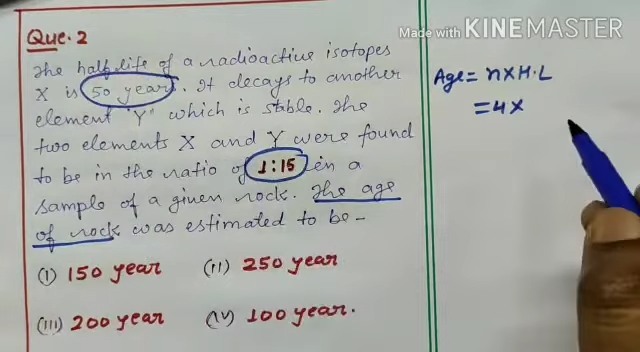 Made with KINEMASTER
Que. 2
The half life of a radioactive isotopes
X is 50 year. It decays to another
element "Y" which is stable. The
two elements X and Y were found
to be in the ratio of 1:15 in a
sample of a given rock. The age
of rock was estimated to be -
(I) 150 year (II) 250 year
(III) 200 year (IV) 100 year.
Age = n X H.L
= 4 X